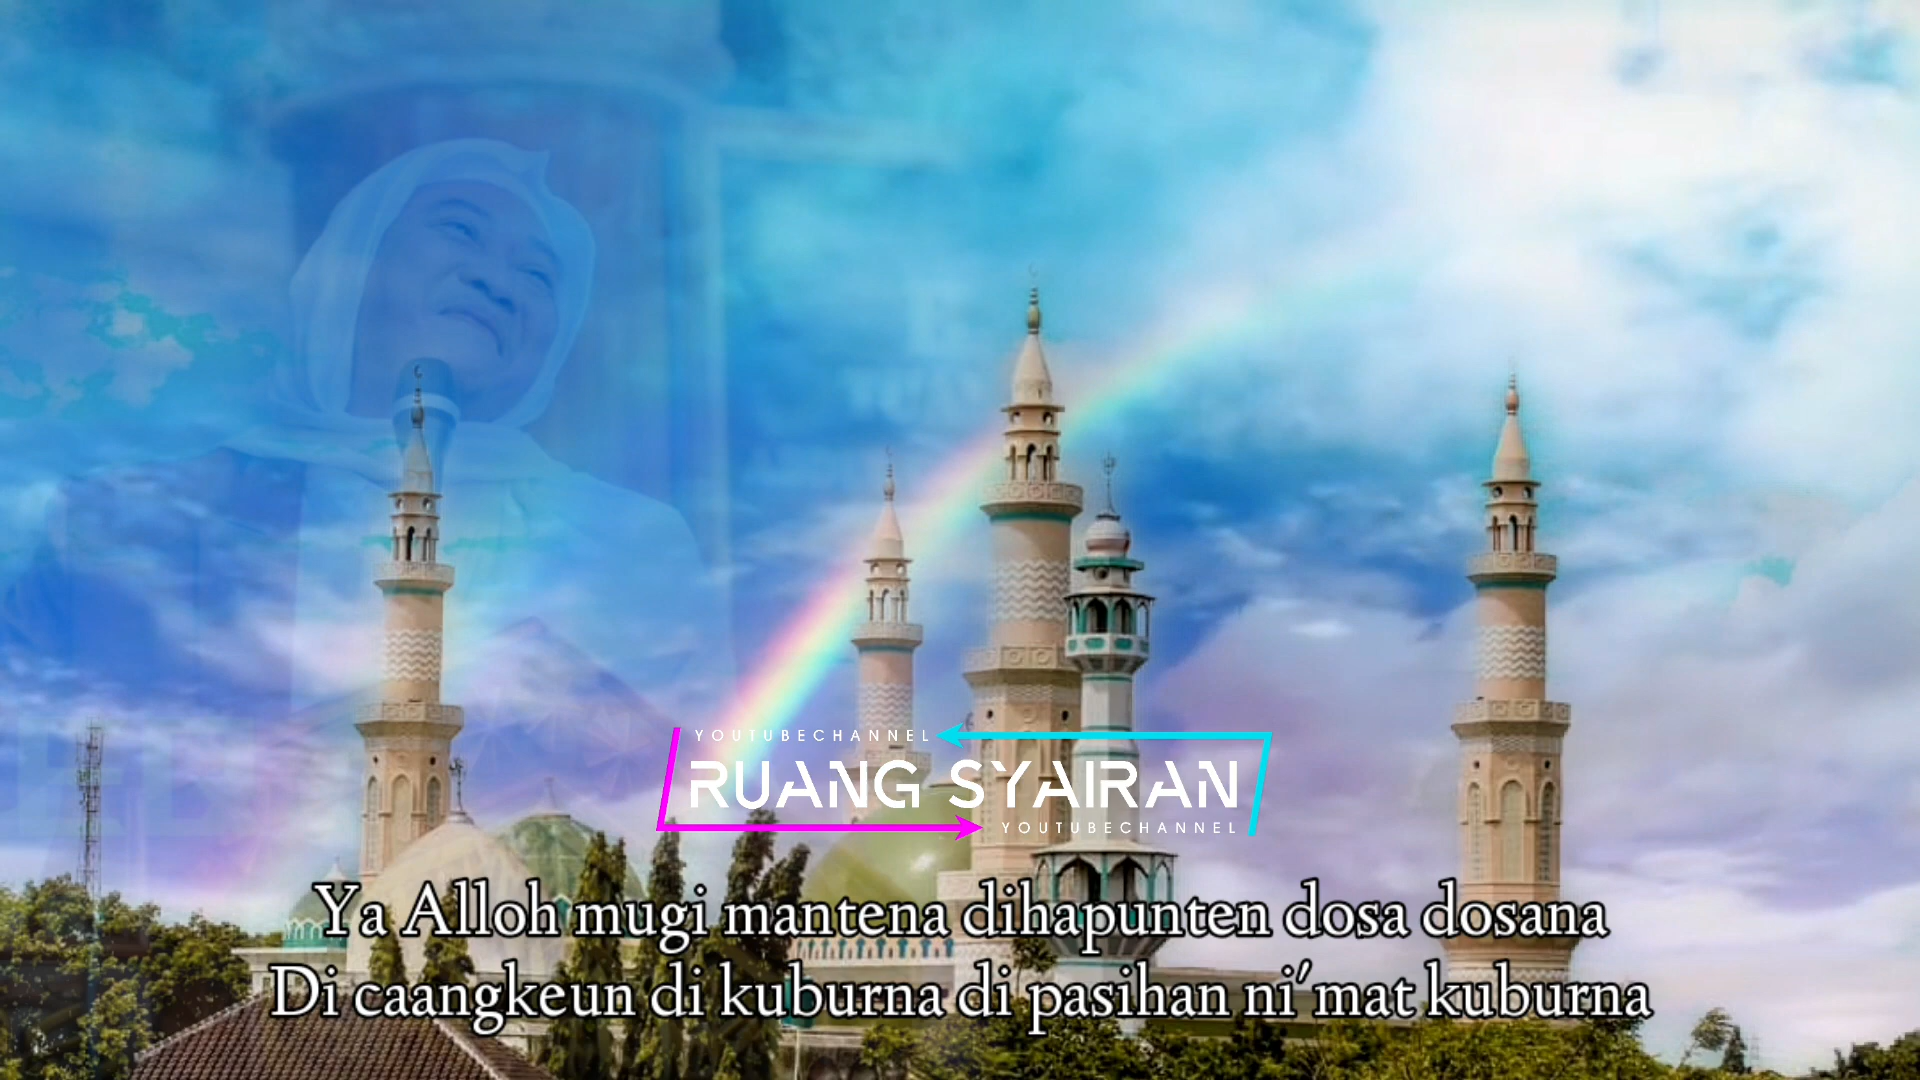 YOUTUBECHANNEL
RUANG SYAIRAN
YOUTUBECHANNEL
Ya Alloh mugi mantena dihapunten dosa dosana
Di caangkeun di kuburna di pasihan ni'mat kuburna